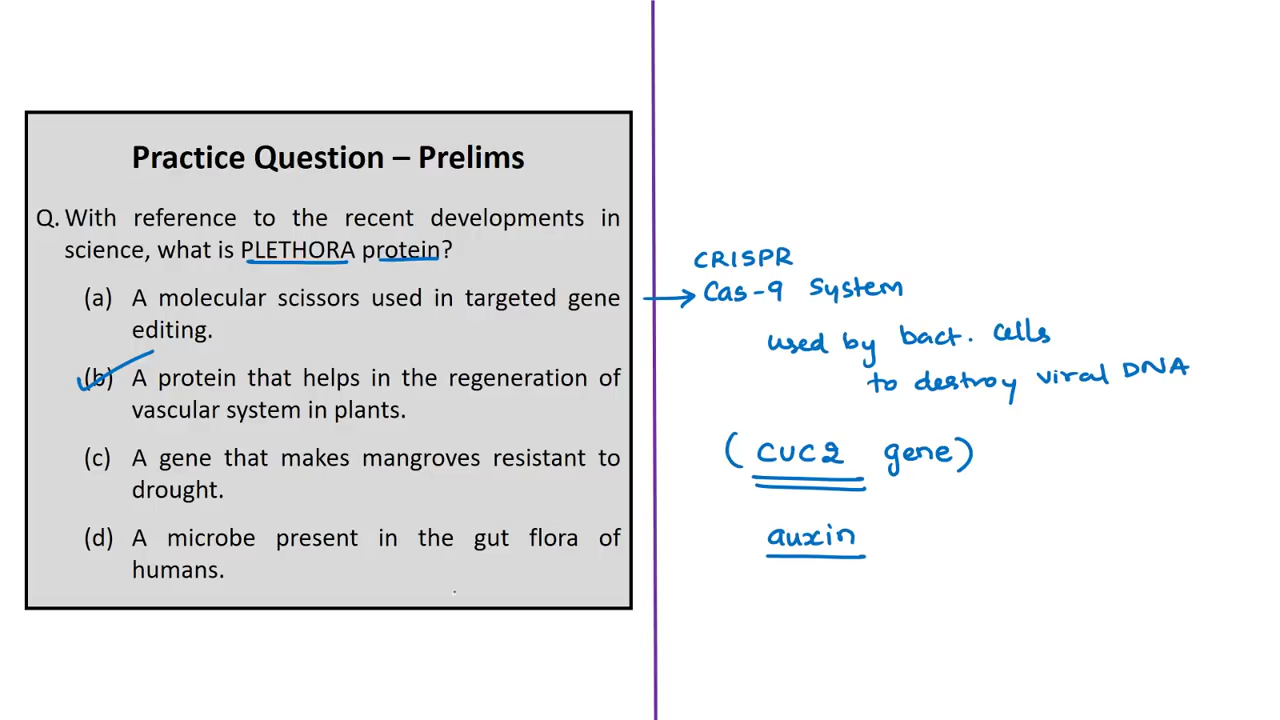 Practice Question – Prelims
Q. With reference to the recent developments in
science, what is PLETHORA protein?
(a) A molecular scissors used in targeted gene
editing.
(b) A protein that helps in the regeneration of
vascular system in plants.
(c) A gene that makes mangroves resistant to
drought.
(d) A microbe present in the gut flora of
humans.
CRISPR
Cas-9 System
used by bact. cells
to destroy viral DNA
(CUC2 gene)
auxin